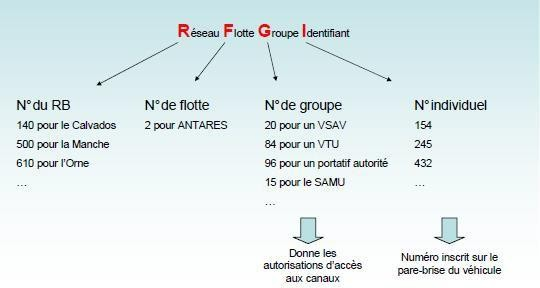 Réseau Flotte Groupe Identifiant
N° du RB
140 pour le Calvados
500 pour la Manche
610 pour l'Orne
…
N° de flotte
2 pour ANTARES
N° de groupe
20 pour un VSAV
84 pour un VTU
96 pour un portatif autorité
15 pour le SAMU
…
Donne les
autorisations d'accès
aux canaux
N° individuel
154
245
432
…
Numéro inscrit sur le
pare-brise du véhicule